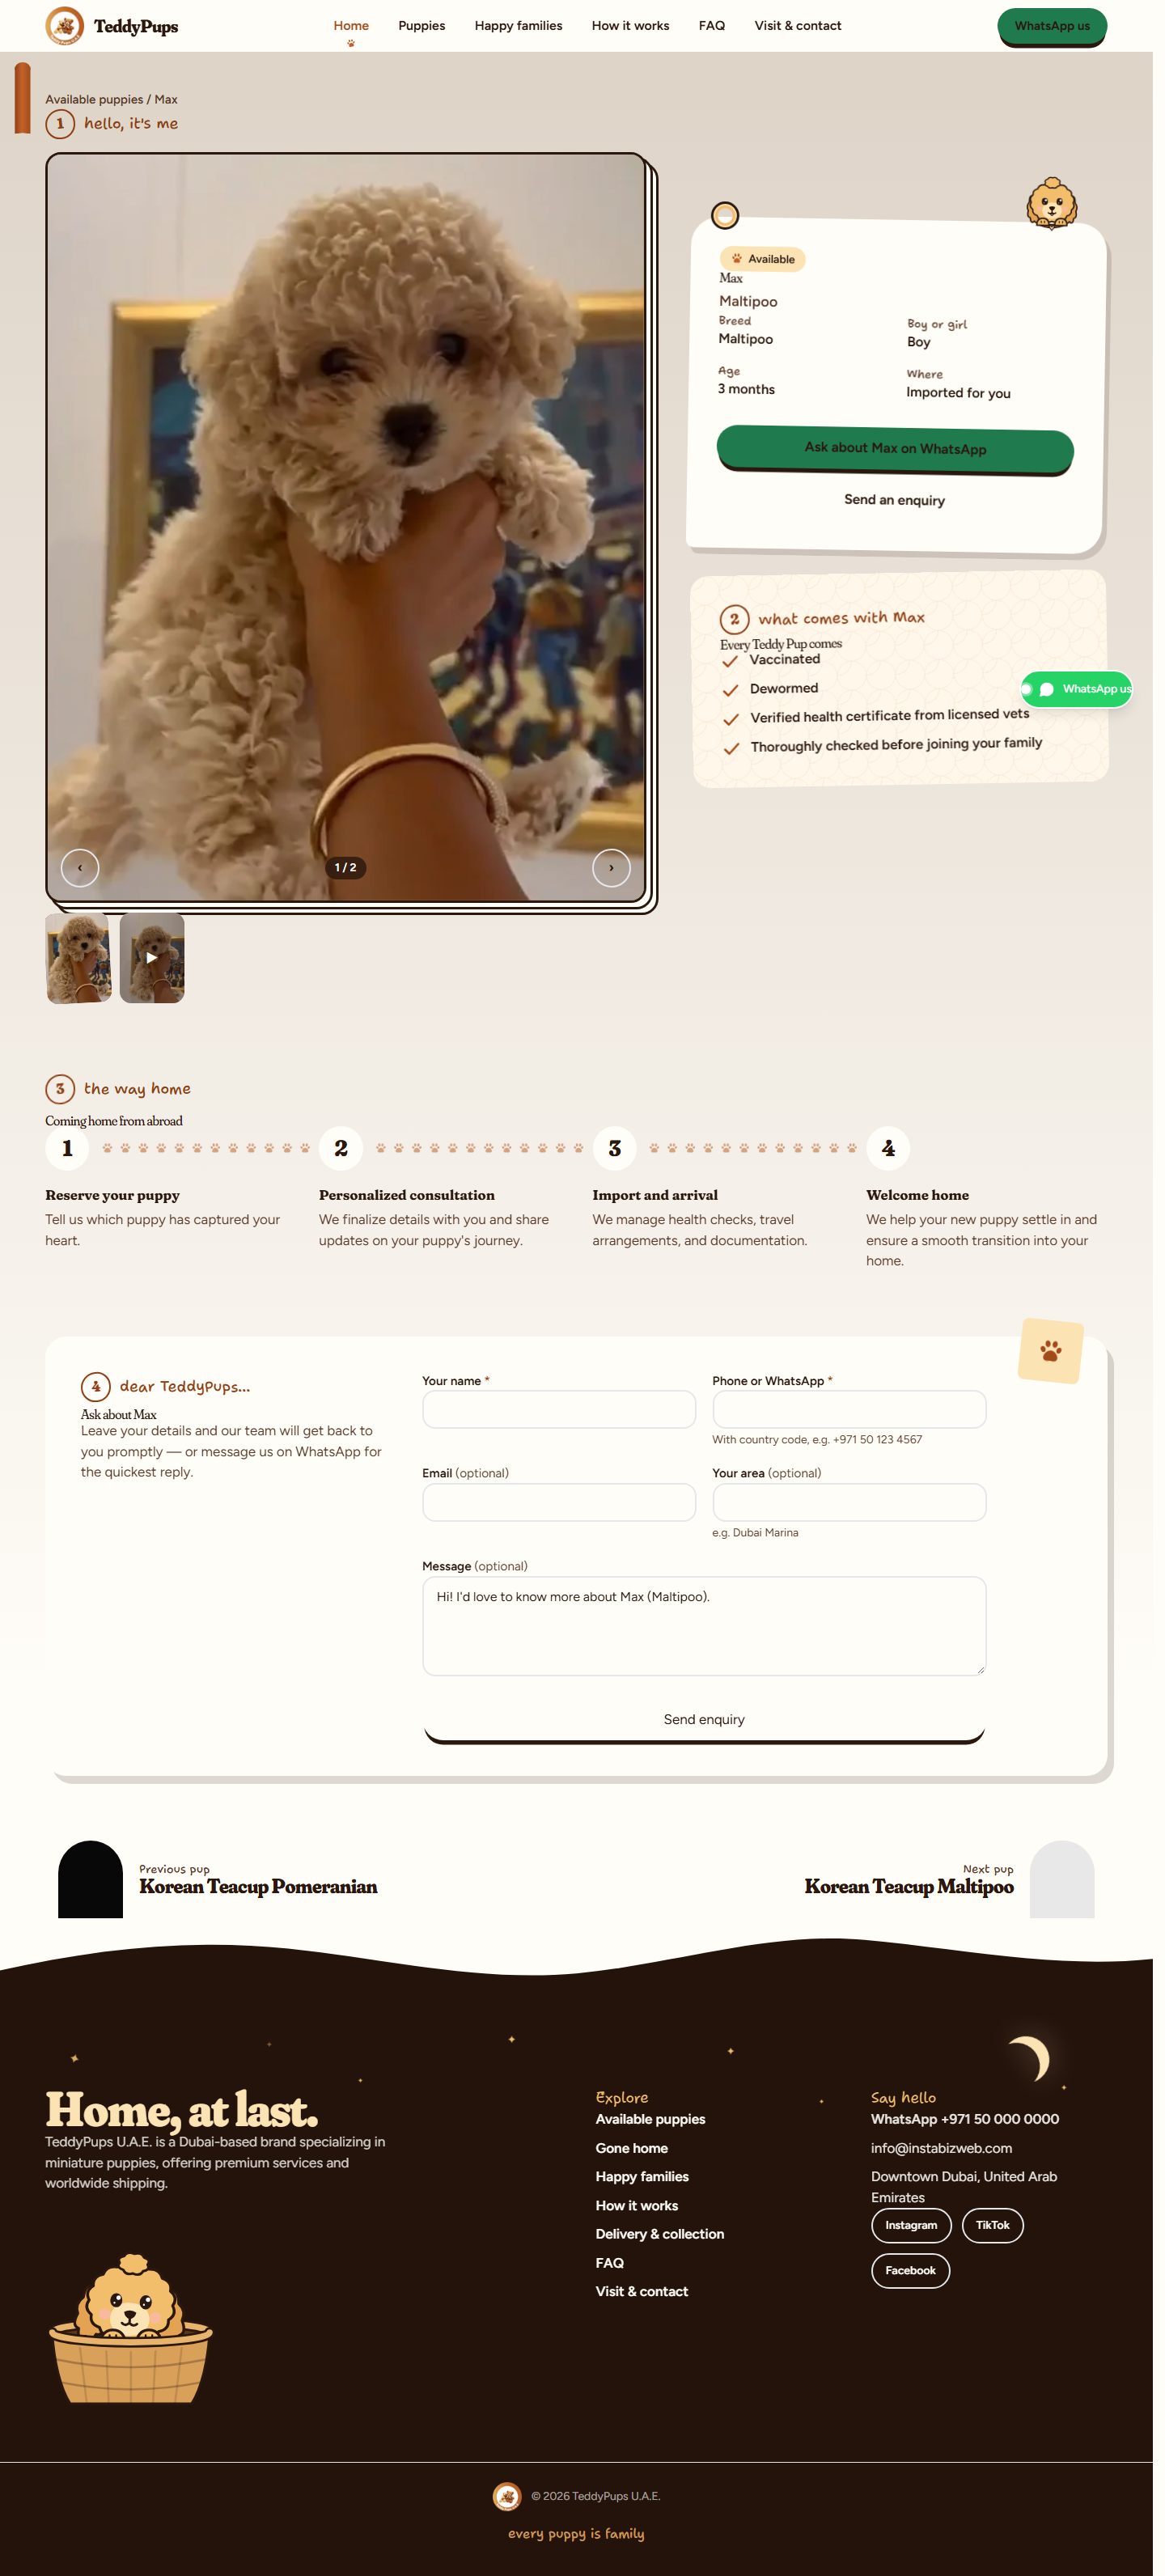 TeddyPups
Home
Puppies
Happy families
How it works
FAQ
Visit & contact
WhatsApp us
Available puppies / Max
1 hello, it's me
Available
Max
Maltipoo
Breed
Maltipoo
Boy or girl
Boy
Age
3 months
Where
Imported for you
Ask about Max on WhatsApp
Send an enquiry
2 what comes with Max
Every Teddy Pup comes
Vaccinated
Dewormed
Verified health certificate from licensed vets
Thoroughly checked before joining your family
WhatsApp us
‹
1 / 2
›
3 the way home
Coming home from abroad
1
2
3
4
Reserve your puppy
Tell us which puppy has captured your
heart.
Personalized consultation
We finalize details with you and share
updates on your puppy's journey.
Import and arrival
We manage health checks, travel
arrangements, and documentation.
Welcome home
We help your new puppy settle in and
ensure a smooth transition into your
home.
4 dear TeddyPups...
Ask about Max
Leave your details and our team will get back to
you promptly — or message us on WhatsApp for
the quickest reply.
Your name *
Phone or WhatsApp *
With country code, e.g. +971 50 123 4567
Email (optional)
Your area (optional)
e.g. Dubai Marina
Message (optional)
Hi! I'd love to know more about Max (Maltipoo).
Send enquiry
Previous pup
Korean Teacup Pomeranian
Next pup
Korean Teacup Maltipoo
Home, at last.
TeddyPups U.A.E. is a Dubai-based brand specializing in
miniature puppies, offering premium services and
worldwide shipping.
Explore
Available puppies
Gone home
Happy families
How it works
Delivery & collection
FAQ
Visit & contact
Say hello
WhatsApp +971 50 000 0000
info@instabizweb.com
Downtown Dubai, United Arab
Emirates
Instagram
TikTok
Facebook
© 2026 TeddyPups U.A.E.
every puppy is family